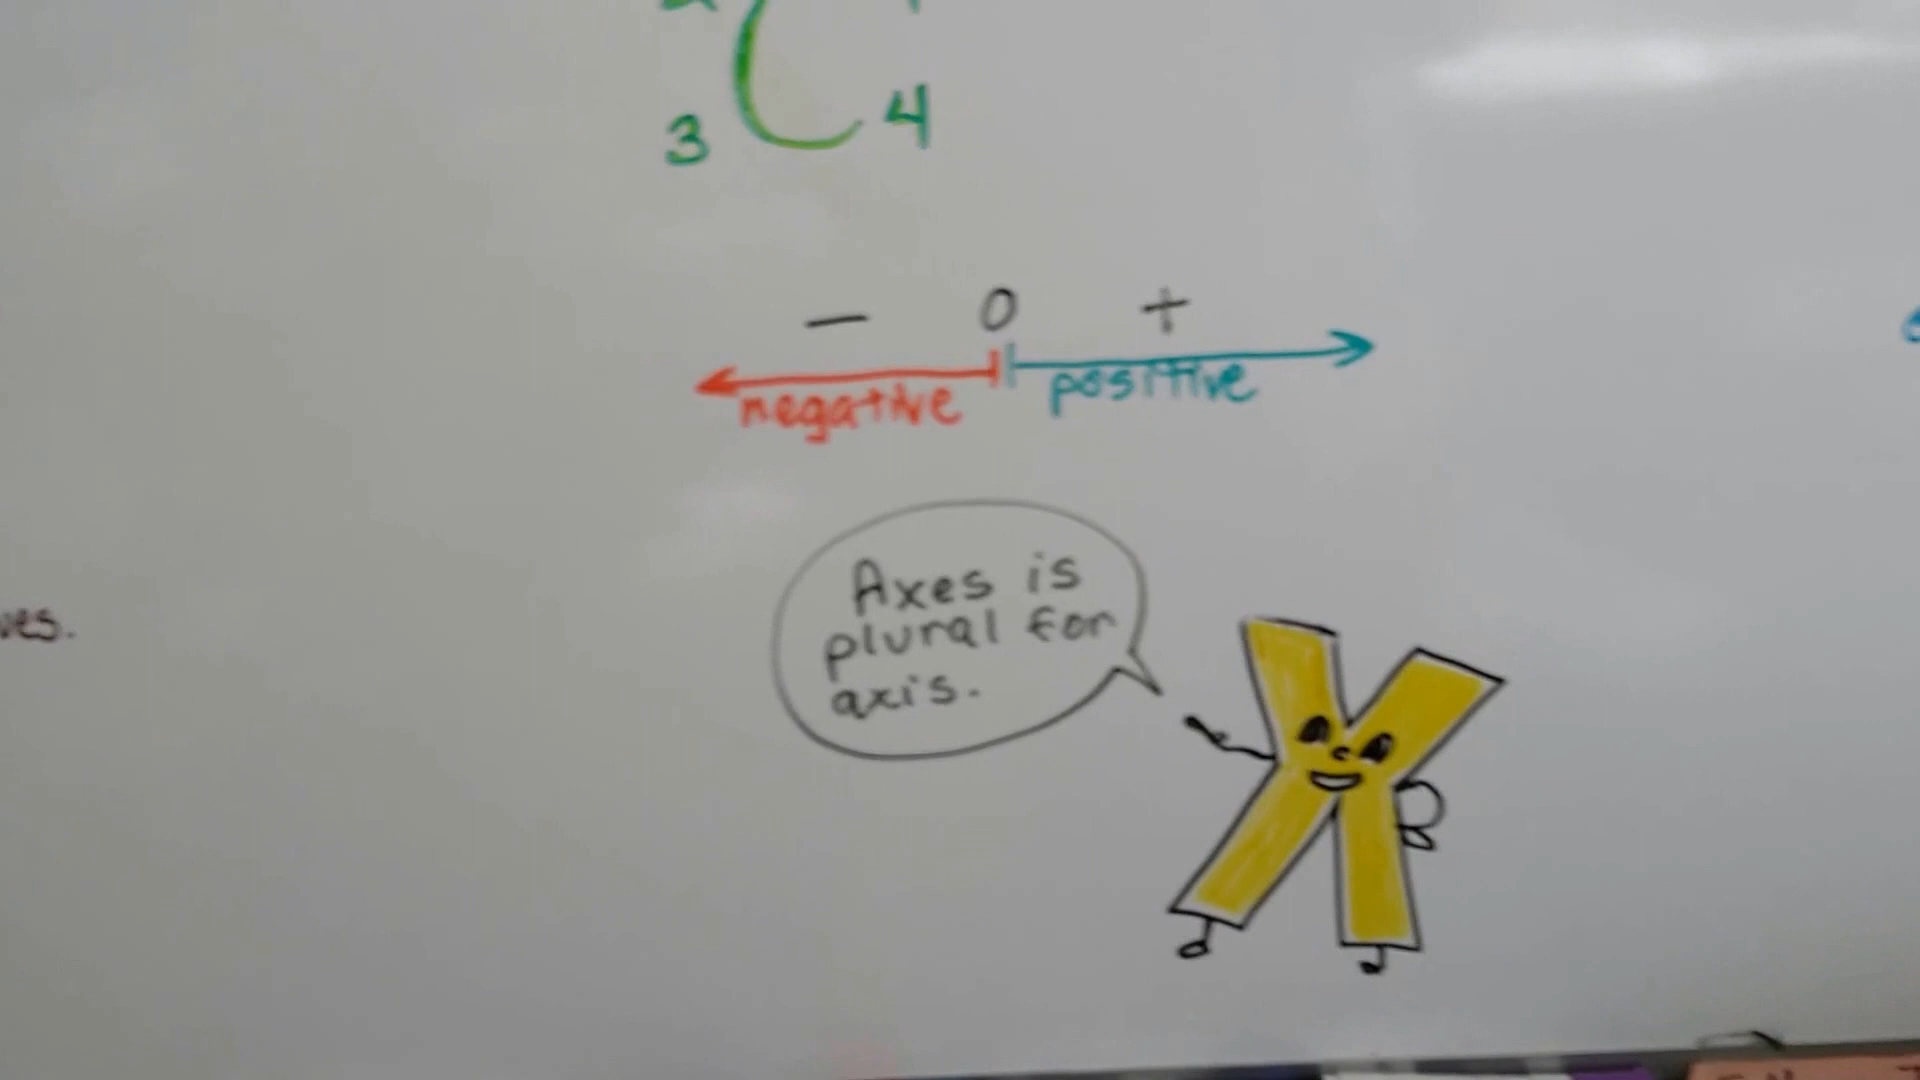 3 4
− 0 +
negative positive
Axes is
plural for
axis.